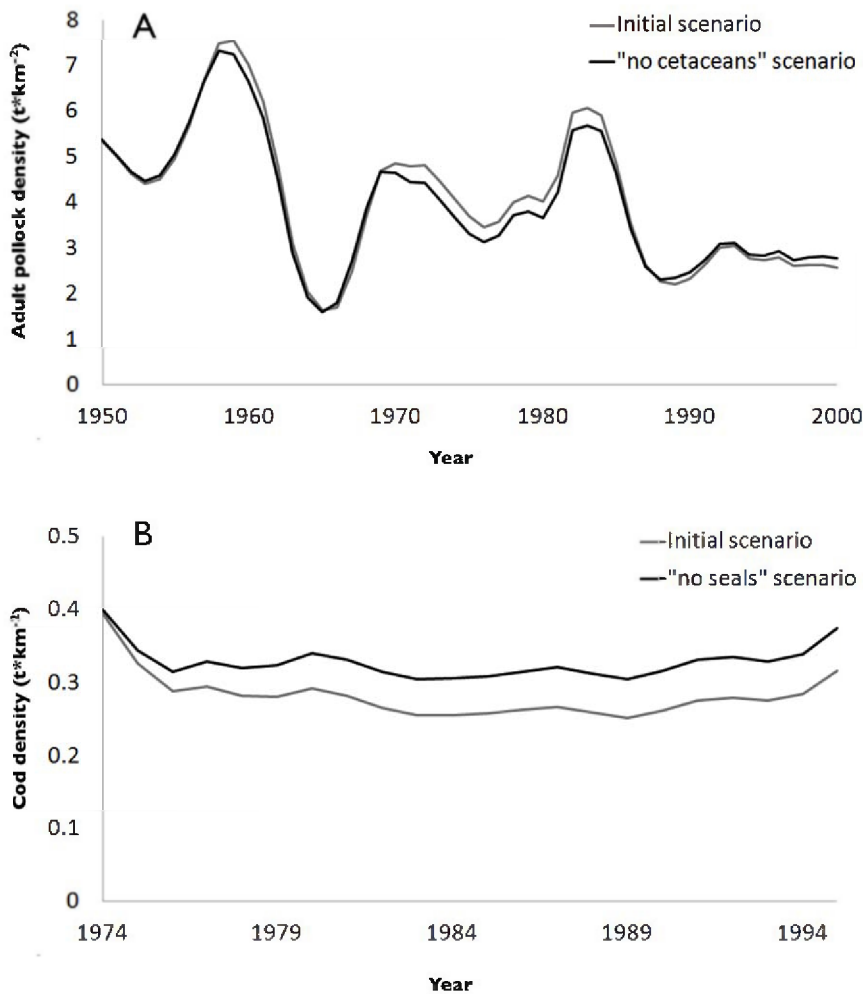 A
Initial scenario
"no cetaceans" scenario
Adult pollock density (t*km⁻²)
8
7
6
5
4
3
2
1
0
1950 1960 1970 1980 1990 2000
Year
B
Initial scenario
"no seals" scenario
Cod density (t*km⁻²)
0.5
0.4
0.3
0.2
0.1
0
1974 1979 1984 1989 1994
Year